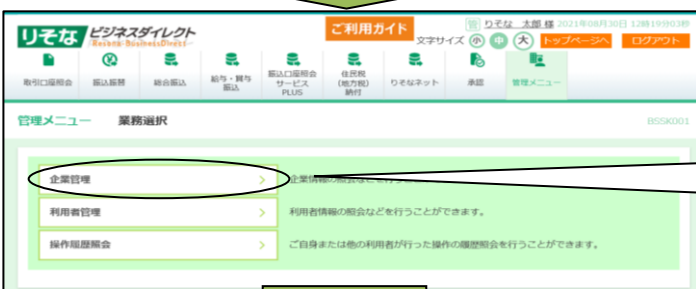 りそな ビジネスダイレクト
Resona Business Direct
ご利用ガイド
文字サイズ 小 中 大
管 りそな 太郎 様 2021年08月30日 12時19分03秒
トップページへ ログアウト
取引口座照会
振込振替
総合振込
給与・賞与
振込
振込口座照会
サービス
PLUS
住民税
(地方税)
納付
りそなネット
承認
管理メニュー
管理メニュー 業務選択 BSSK001
企業管理 > 企業情報の照会などを行うこ
利用者管理 > 利用者情報の照会などを行うことができます。
操作履歴照会 > ご自身または他の利用者が行った操作の履歴照会を行うことができます。